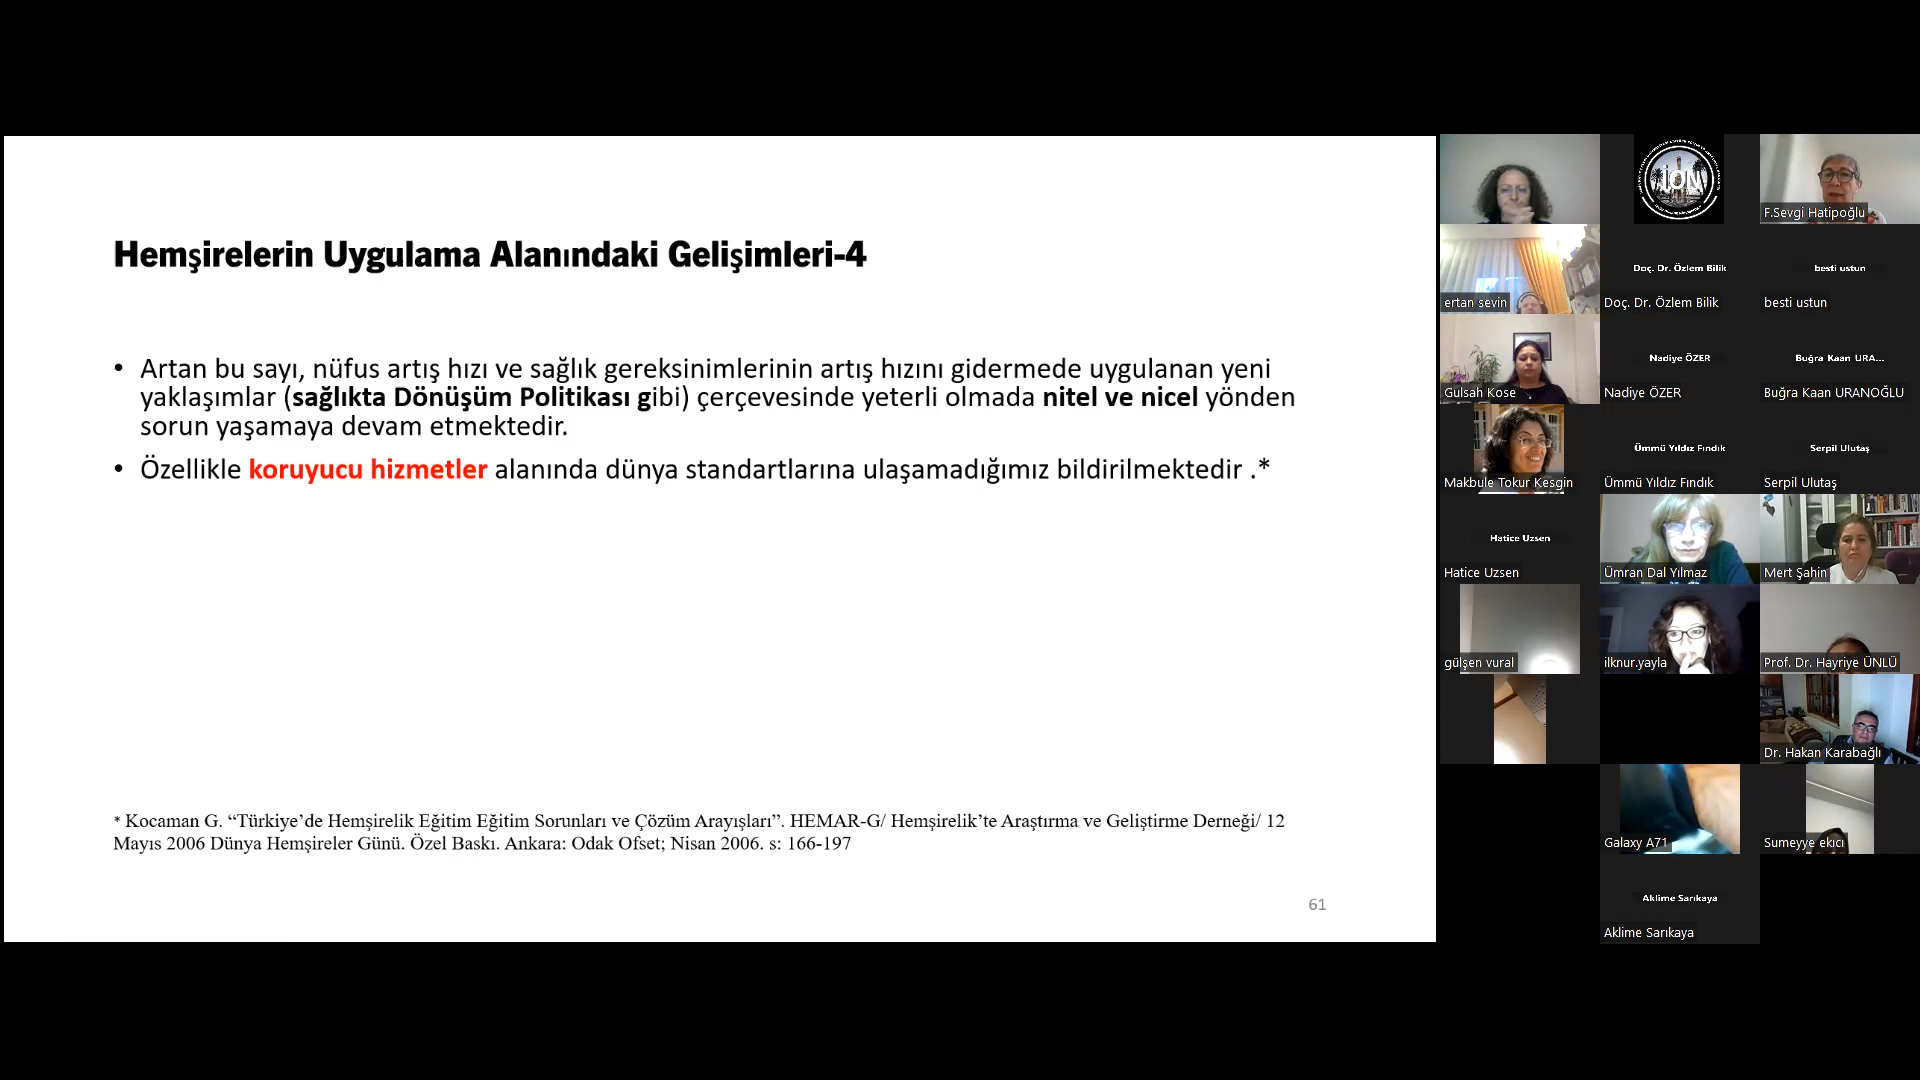 Hemşirelerin Uygulama Alanındaki Gelişimleri-4
• Artan bu sayı, nüfus artış hızı ve sağlık gereksinimlerinin artış hızını gidermede uygulanan yeni
yaklaşımlar (sağlıkta Dönüşüm Politikası gibi) çerçevesinde yeterli olmada nitel ve nicel yönden
sorun yaşamaya devam etmektedir.
• Özellikle koruyucu hizmetler alanında dünya standartlarına ulaşamadığımız bildirilmektedir .*
* Kocaman G. “Türkiye’de Hemşirelik Eğitim Eğitim Sorunları ve Çözüm Arayışları”. HEMAR-G/ Hemşirelik’te Araştırma ve Geliştirme Derneği/ 12
Mayıs 2006 Dünya Hemşireler Günü. Özel Baskı. Ankara: Odak Ofset; Nisan 2006. s: 166-197
61
İON
F.Sevgi Hatipoğlu
ertan sevin
Doç. Dr. Özlem Bilik
Doç. Dr. Özlem Bilik
besti ustun
besti ustun
Gulsah Kose
Nadiye ÖZER
Nadiye ÖZER
Buğra Kaan URA...
Buğra Kaan URANOĞLU
Makbule Tokur Kesgin
Ümmü Yıldız Fındık
Ümmü Yıldız Fındık
Serpil Ulutaş
Serpil Ulutaş
Hatice Uzsen
Hatice Uzsen
Ümran Dal Yılmaz
Mert Şahin
gülşen vural
ilknur.yayla
Prof. Dr. Hayriye ÜNLÜ
Dr. Hakan Karabağlı
Galaxy A71
Sumeyye ekici
Aklime Sarıkaya
Aklime Sarıkaya